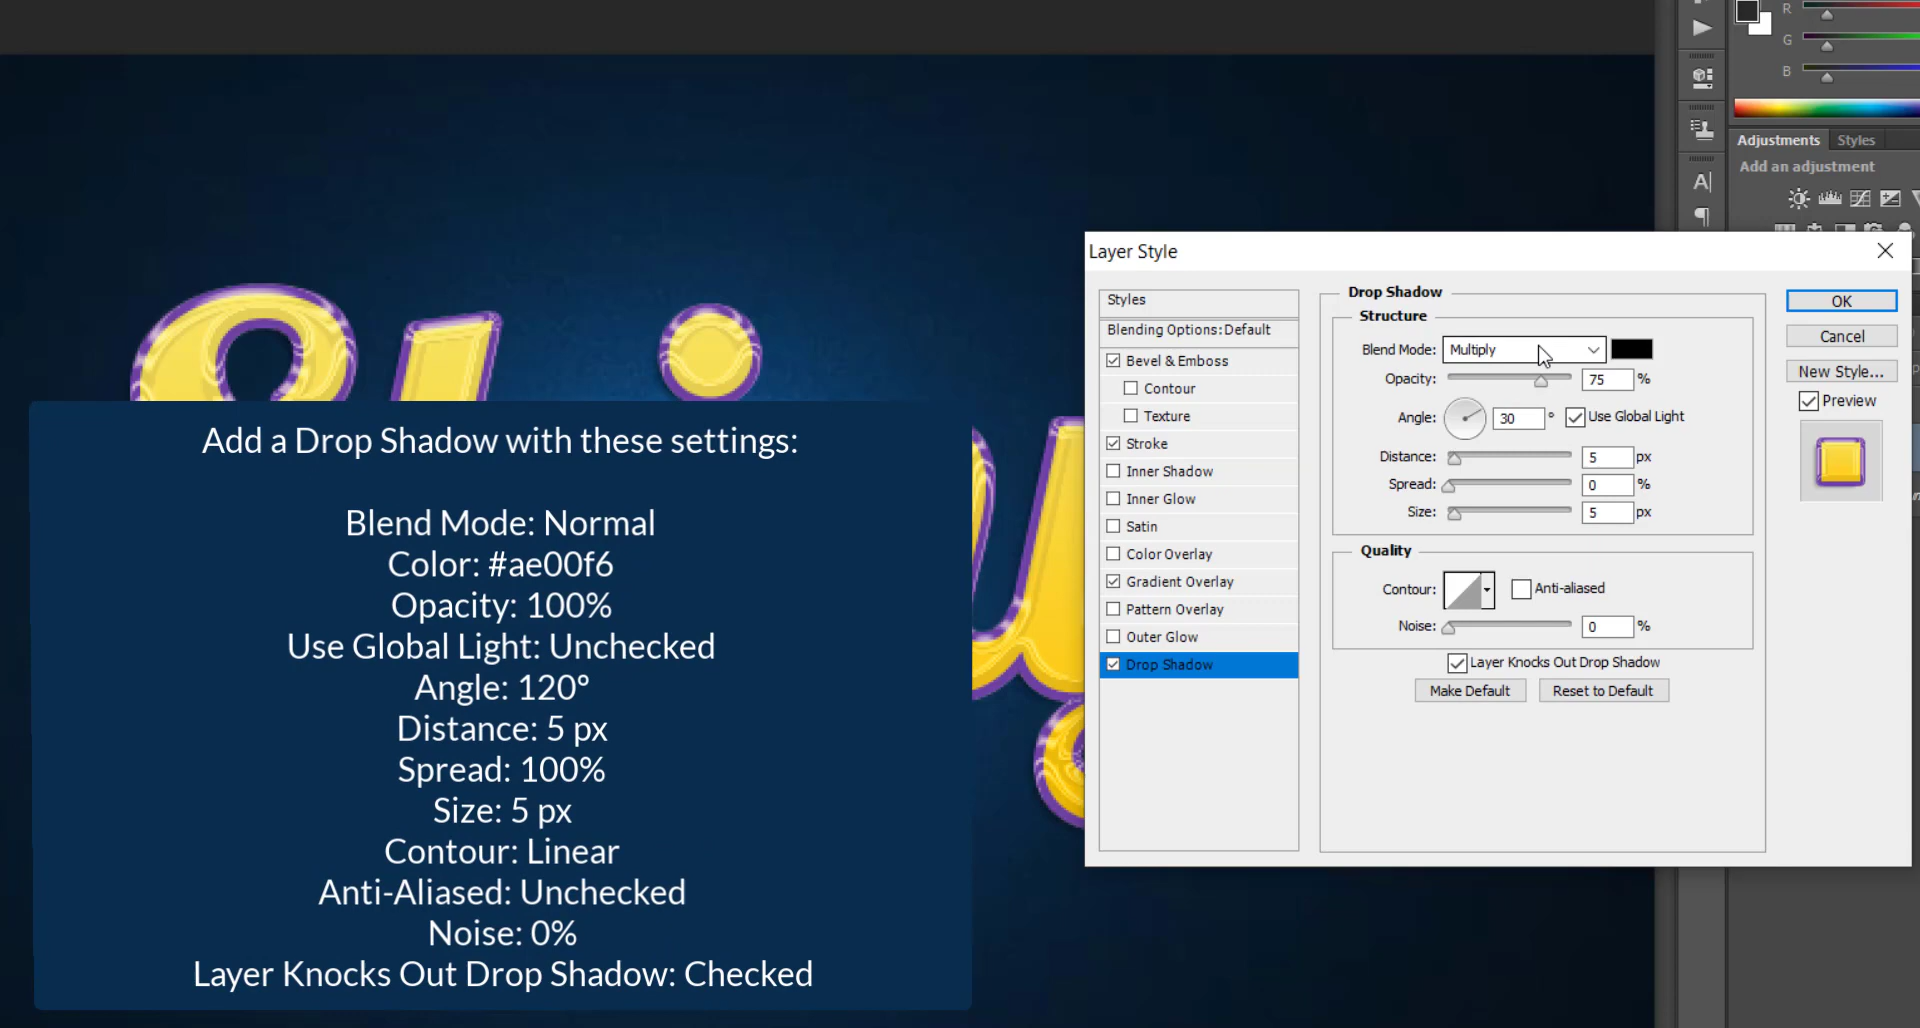 R
G
B
Adjustments Styles
Add an adjustment
Layer Style
Styles
Blending Options: Default
Bevel & Emboss
Contour
Texture
Stroke
Inner Shadow
Inner Glow
Satin
Color Overlay
Gradient Overlay
Pattern Overlay
Outer Glow
Drop Shadow
Drop Shadow
Structure
Blend Mode: Multiply
Opacity: 75 %
Angle: 30 ° Use Global Light
Distance: 5 px
Spread: 0 %
Size: 5 px
Quality
Contour: Anti-aliased
Noise: 0 %
Layer Knocks Out Drop Shadow
Make Default Reset to Default
OK
Cancel
New Style...
Preview
Add a Drop Shadow with these settings:
Blend Mode: Normal
Color: #ae00f6
Opacity: 100%
Use Global Light: Unchecked
Angle: 120º
Distance: 5 px
Spread: 100%
Size: 5 px
Contour: Linear
Anti-Aliased: Unchecked
Noise: 0%
Layer Knocks Out Drop Shadow: Checked